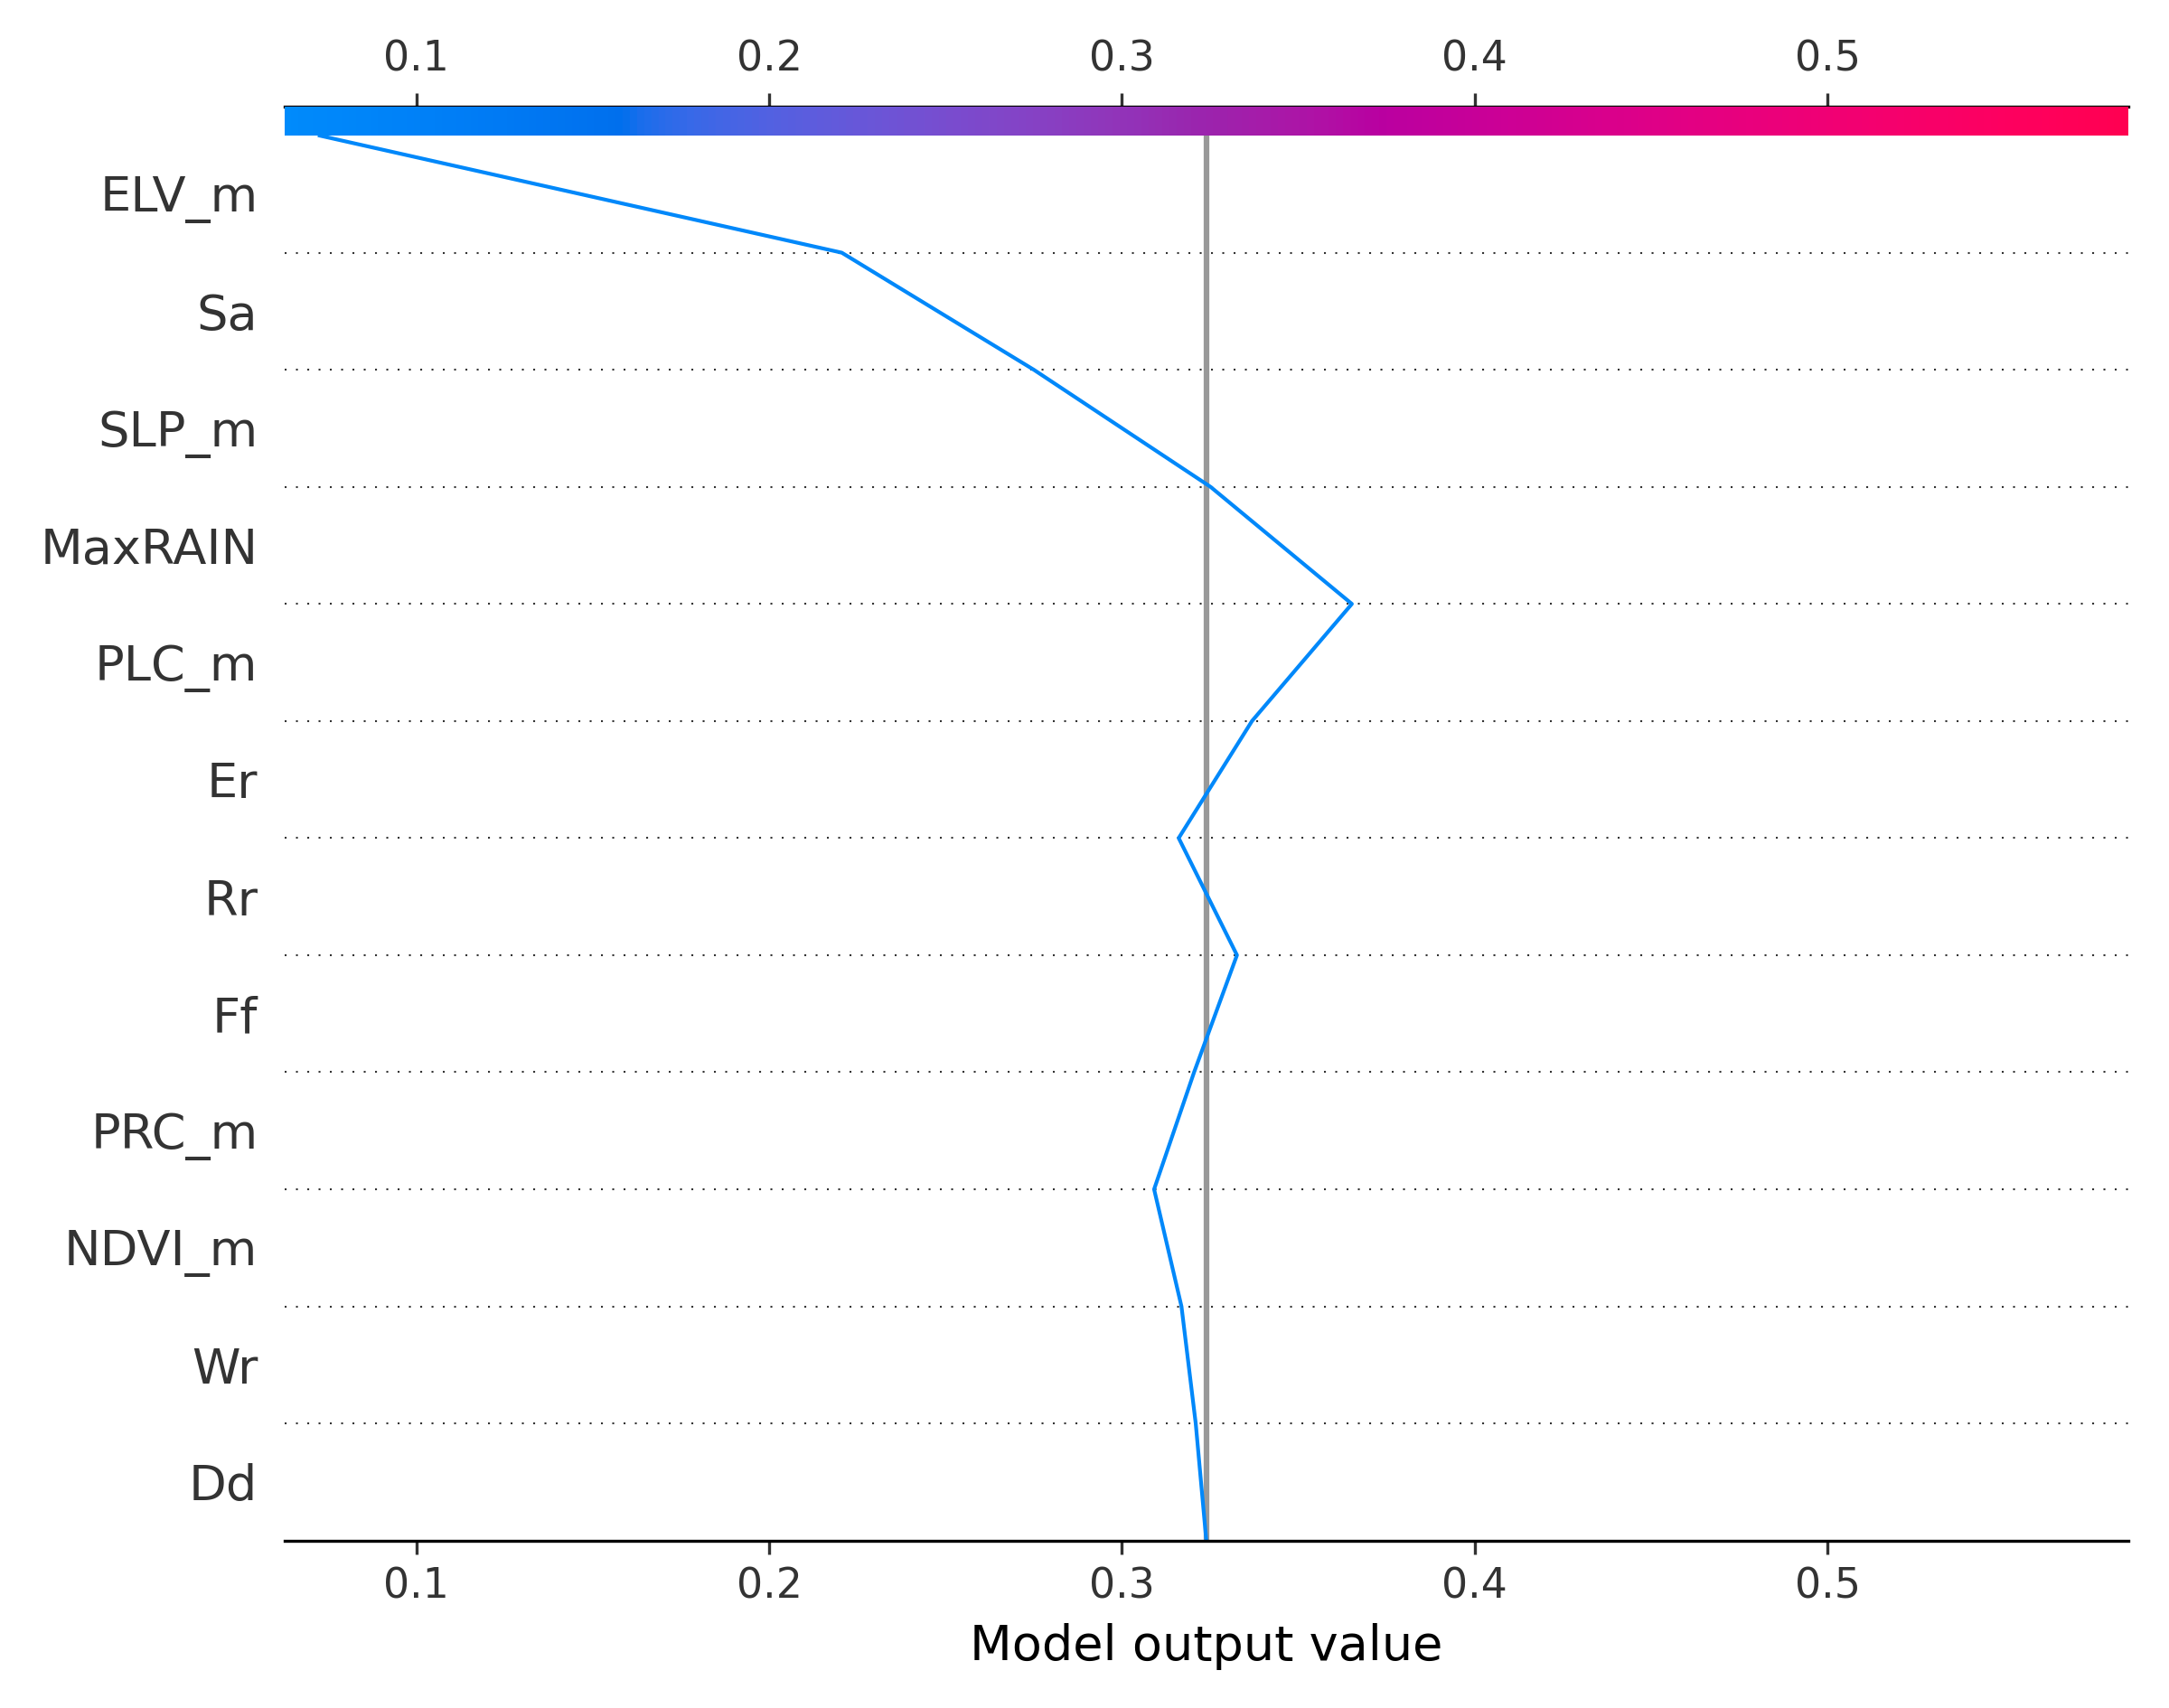 0.1 0.2 0.3 0.4 0.5
ELV_m
Sa
SLP_m
MaxRAIN
PLC_m
Er
Rr
Ff
PRC_m
NDVI_m
Wr
Dd
0.1 0.2 0.3 0.4 0.5
Model output value